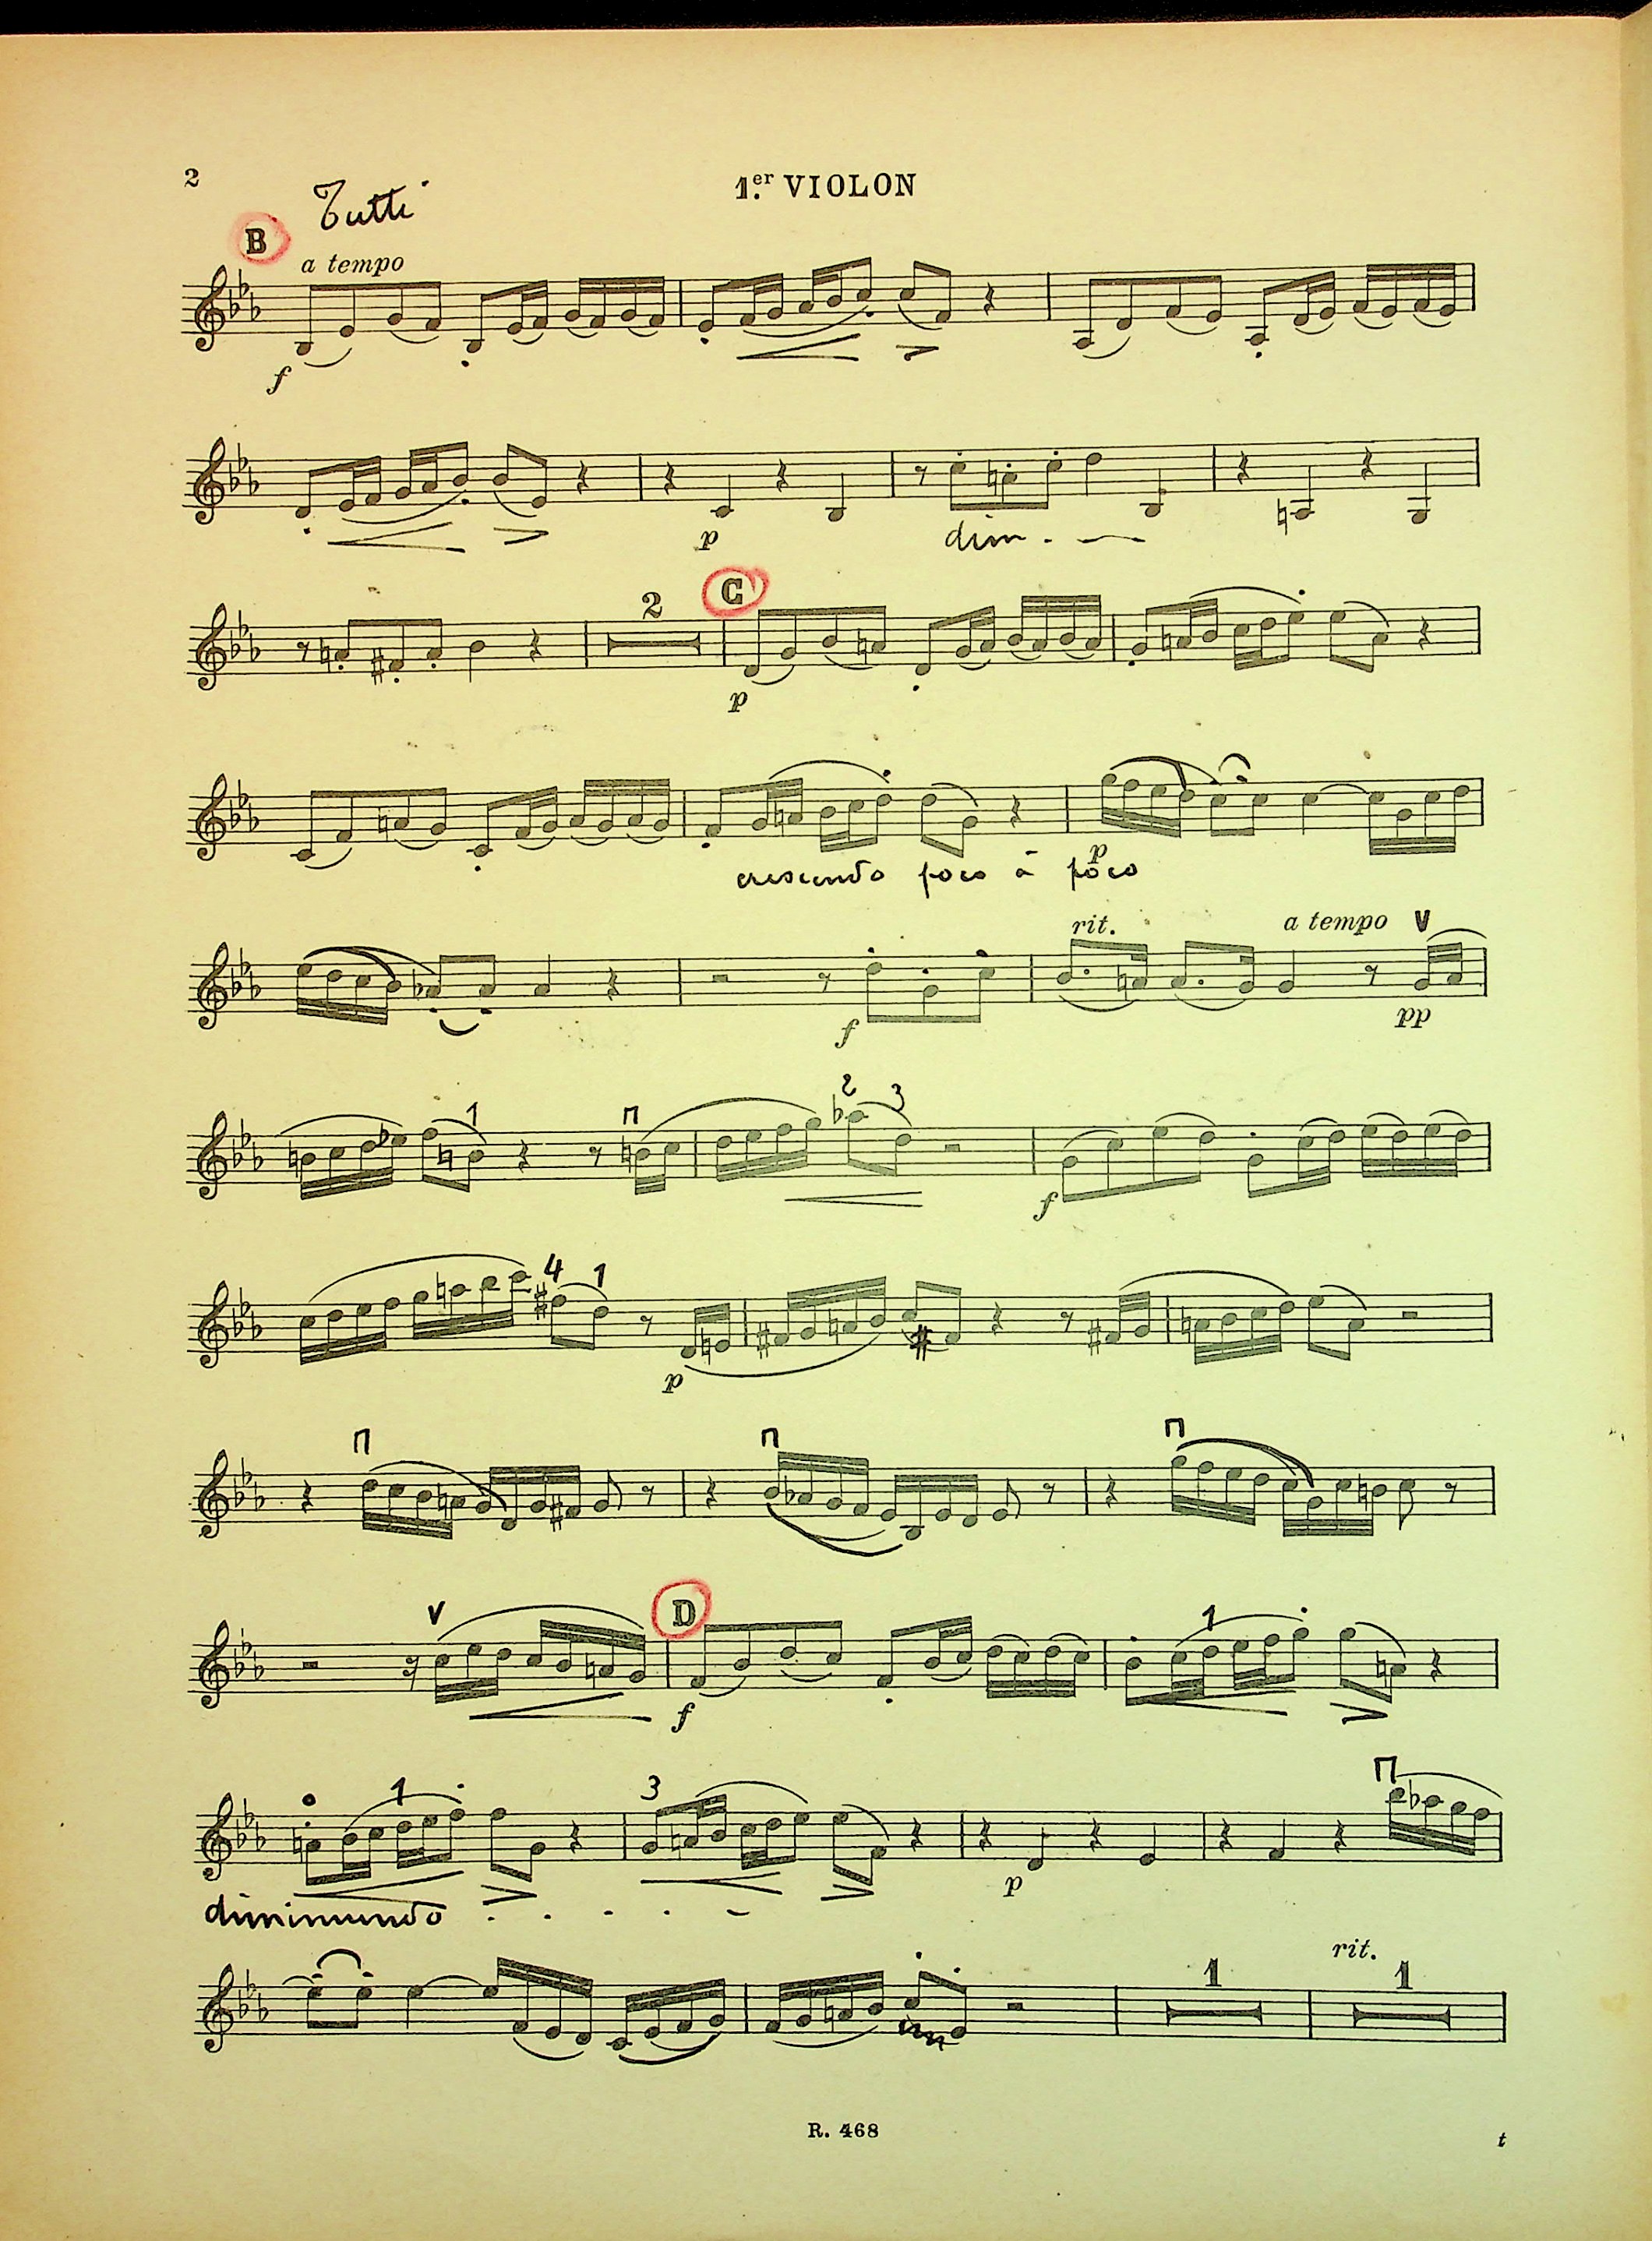 2
1.er VIOLON
Tutti
B
a tempo
f
p
dim. - —
2
C
p
p
crescendo poco à poco
rit.
a tempo
V
f
pp
1
2
3
f
4
1
p
V
D
1
f
1
3
p
diminuendo . . - . -
rit.
1
1
R. 468
t